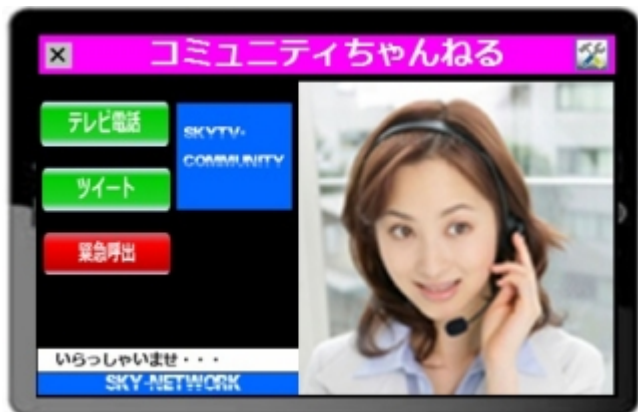 コミュニティちゃんねる
テレビ電話
SKYTV-
COMMUNITY
ツイート
緊急呼出
いらっしゃいませ・・・
SKY-NETWORK